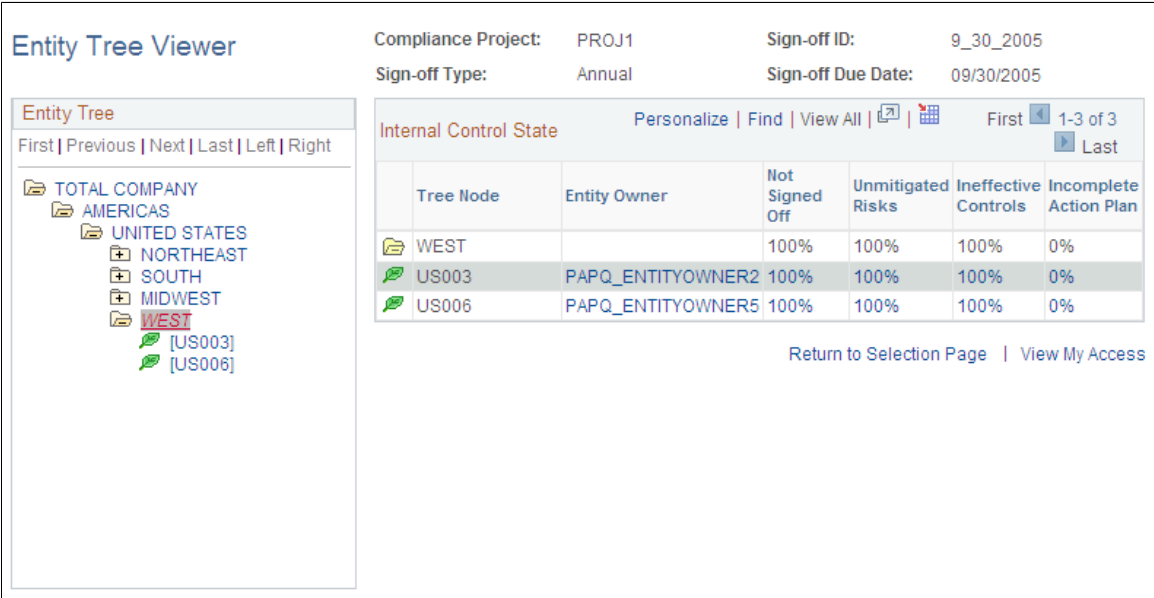 Entity Tree Viewer
Compliance Project: PROJ1 Sign-off ID: 9_30_2005
Sign-off Type: Annual Sign-off Due Date: 09/30/2005
Entity Tree
First | Previous | Next | Last | Left | Right
TOTAL COMPANY
AMERICAS
UNITED STATES
NORTHEAST
SOUTH
MIDWEST
WEST
[US003]
[US006]
Internal Control State Personalize | Find | View All | | First 1-3 of 3
Last
Tree Node Entity Owner Not Signed Off Unmitigated Risks Ineffective Controls Incomplete Action Plan
WEST 100% 100% 100% 0%
US003 PAPQ_ENTITYOWNER2 100% 100% 100% 0%
US006 PAPQ_ENTITYOWNER5 100% 100% 100% 0%
Return to Selection Page | View My Access